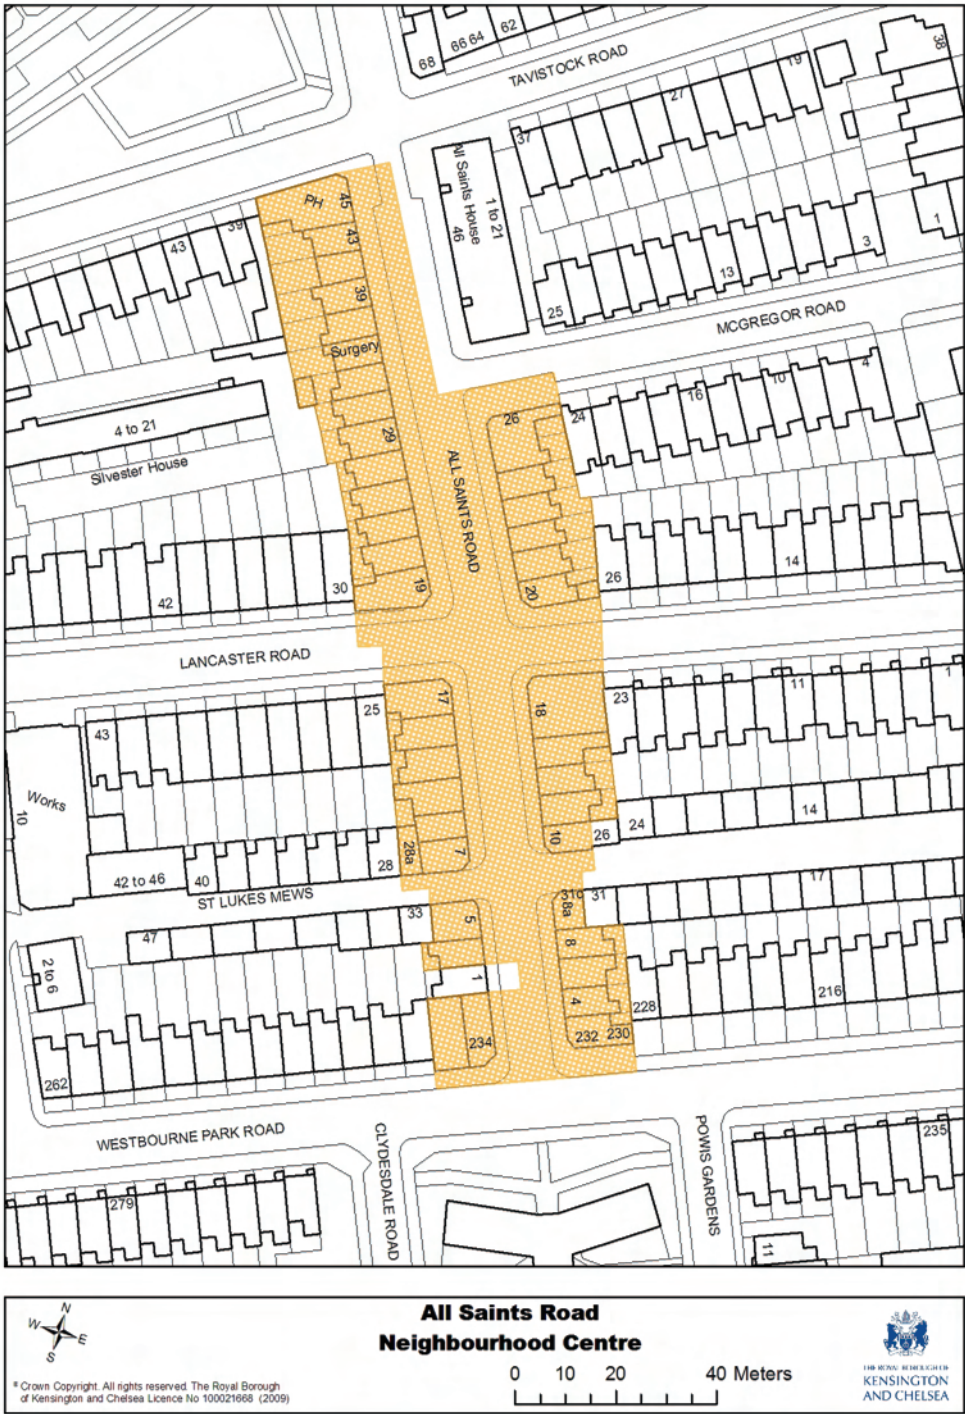 68
66 64
62
TAVISTOCK ROAD
38
19
27
37
All Saints House
46
1 to 21
PH
45
43
39
43
39
1
3
13
25
MCGREGOR ROAD
Surgery
4
10
16
24
26
29
4 to 21
Silvester House
ALL SAINTS ROAD
14
26
20
19
30
42
LANCASTER ROAD
1
11
23
17
18
25
43
Works
10
14
24
26
10
7
28a
28
40
42 to 46
ST LUKES MEWS
17
31
8a
33
5
47
8
2 to 6
1
4
228
216
232
230
234
262
WESTBOURNE PARK ROAD
CLYDESDALE ROAD
POWIS GARDENS
235
279
11
N
W
E
S
All Saints Road
Neighbourhood Centre
0 10 20 40 Meters
© Crown Copyright. All rights reserved. The Royal Borough
of Kensington and Chelsea Licence No 100021668 (2009)
THE ROYAL BOROUGH OF
KENSINGTON
AND CHELSEA